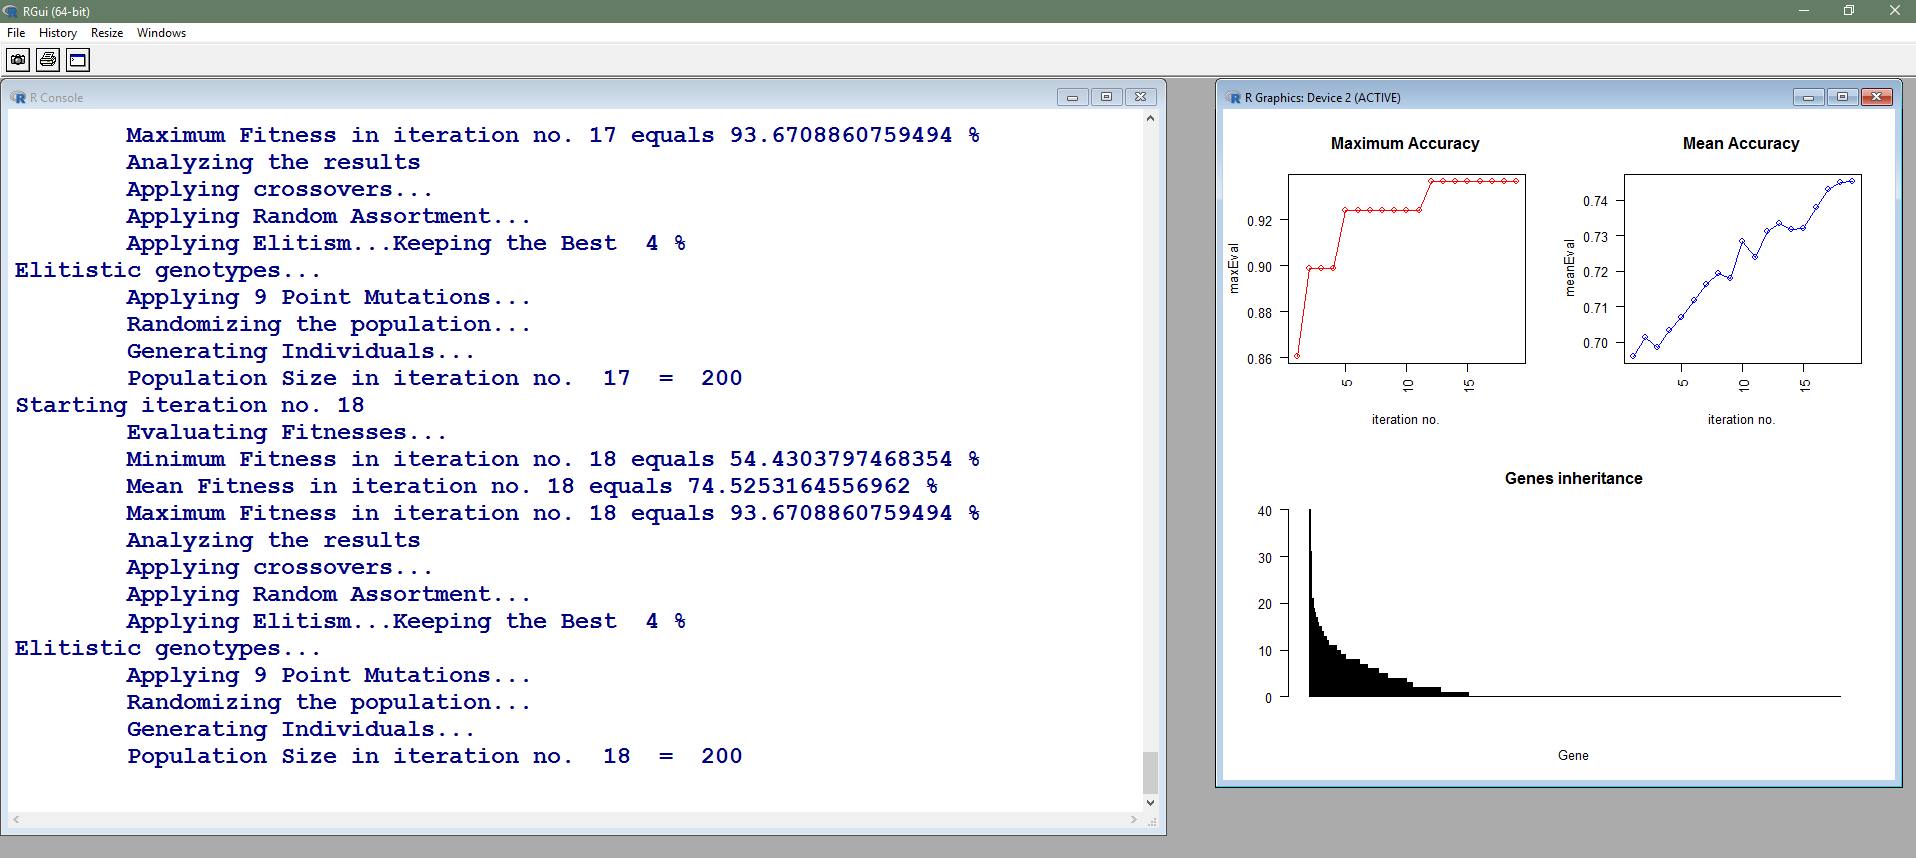 RGui (64-bit)
File History Resize Windows
R Console
Maximum Fitness in iteration no. 17 equals 93.6708860759494 %
Analyzing the results
Applying crossovers...
Applying Random Assortment...
Applying Elitism...Keeping the Best  4 %
Elitistic genotypes...
Applying 9 Point Mutations...
Randomizing the population...
Generating Individuals...
Population Size in iteration no.  17  =  200
Starting iteration no. 18
Evaluating Fitnesses...
Minimum Fitness in iteration no. 18 equals 54.4303797468354 %
Mean Fitness in iteration no. 18 equals 74.5253164556962 %
Maximum Fitness in iteration no. 18 equals 93.6708860759494 %
Analyzing the results
Applying crossovers...
Applying Random Assortment...
Applying Elitism...Keeping the Best  4 %
Elitistic genotypes...
Applying 9 Point Mutations...
Randomizing the population...
Generating Individuals...
Population Size in iteration no.  18  =  200
R Graphics: Device 2 (ACTIVE)
Maximum Accuracy
maxEval
0.92
0.90
0.88
0.86
5 10 15
iteration no.
Mean Accuracy
meanEval
0.74
0.73
0.72
0.71
0.70
5 10 15
iteration no.
Genes inheritance
40
30
20
10
0
Gene